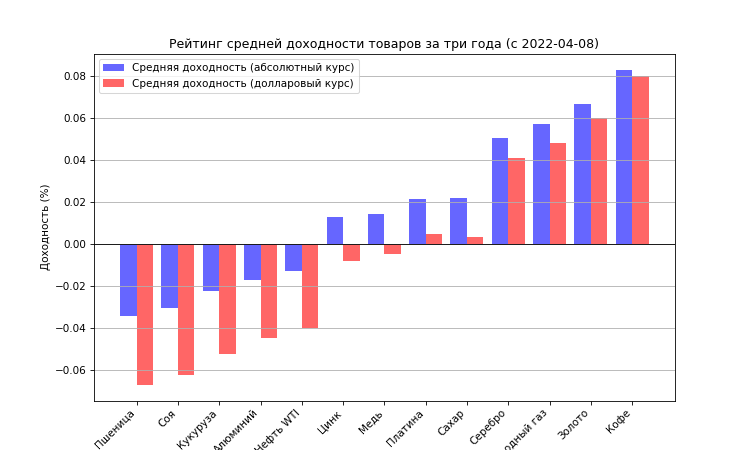 Рейтинг средней доходности товаров за три года (с 2022-04-08)
Средняя доходность (абсолютный курс)
Средняя доходность (долларовый курс)
Доходность (%)
0.08
0.06
0.04
0.02
0.00
−0.02
−0.04
−0.06
Пшеница
Соя
Кукуруза
Алюминий
Нефть WTI
Цинк
Медь
Платина
Сахар
Серебро
газ
Золото
Кофе